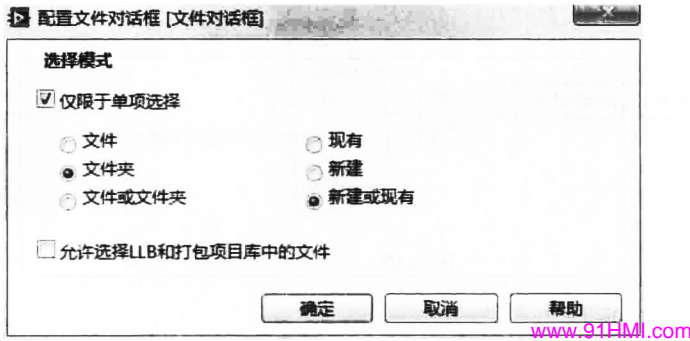 配置文件对话框 [文件对话框]
选择模式
仅限于单项选择
文件
现有
文件夹
新建
文件或文件夹
新建或现有
允许选择LLB和打包项目库中的文件
确定
取消
帮助
www.91HMI.com